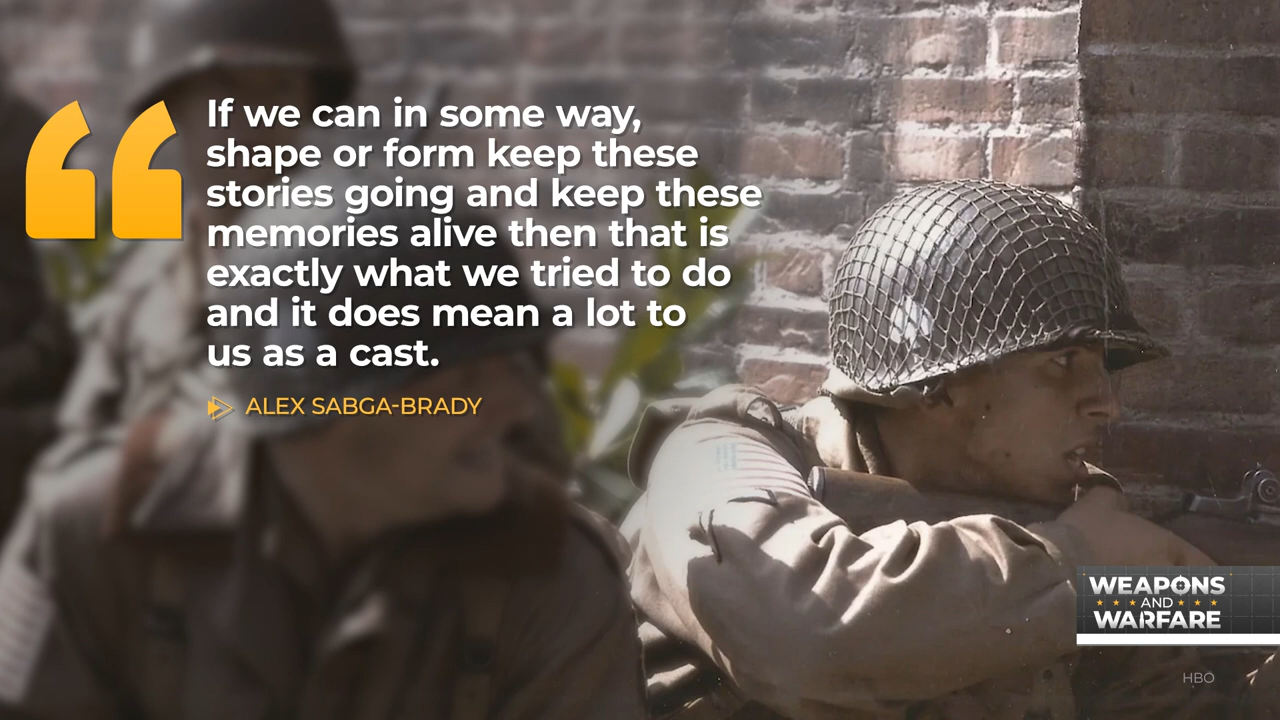 If we can in some way,
shape or form keep these
stories going and keep these
memories alive then that is
exactly what we tried to do
and it does mean a lot to
us as a cast.
ALEX SABGA-BRADY
WEAPONS
AND
WARFARE
HBO